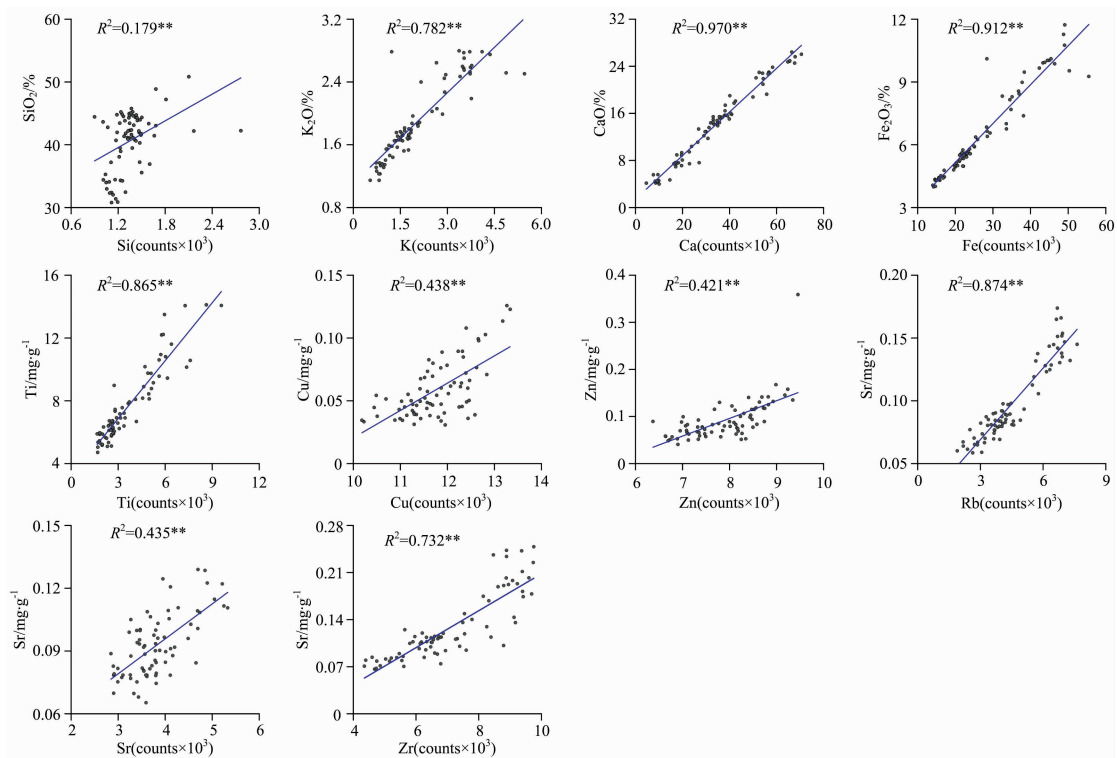 R²=0.179**
60
50
40
30
SiO₂/%
0.6 1.2 1.8 2.4 3.0
Si(counts×10³)
R²=0.782**
3.2
2.4
1.6
0.8
K₂O/%
0 1.5 3.0 4.5 6.0
K(counts×10³)
R²=0.970**
32
24
16
8
0
CaO/%
0 20 40 60 80
Ca(counts×10³)
R²=0.912**
12
9
6
3
Fe₂O₃/%
10 20 30 40 50 60
Fe(counts×10³)
R²=0.865**
16
12
8
4
Ti/mg·g⁻¹
0 3 6 9 12
Ti(counts×10³)
R²=0.438**
0.15
0.10
0.05
0
Cu/mg·g⁻¹
10 11 12 13 14
Cu(counts×10³)
R²=0.421**
0.4
0.3
0.2
0.1
0
Zn/mg·g⁻¹
6 7 8 9 10
Zn(counts×10³)
R²=0.874**
0.20
0.15
0.10
0.05
Sr/mg·g⁻¹
0 3 6 9
Rb(counts×10³)
R²=0.435**
0.15
0.12
0.09
0.06
Sr/mg·g⁻¹
2 3 4 5 6
Sr(counts×10³)
R²=0.732**
0.28
0.21
0.14
0.07
0
Sr/mg·g⁻¹
4 6 8 10
Zr(counts×10³)